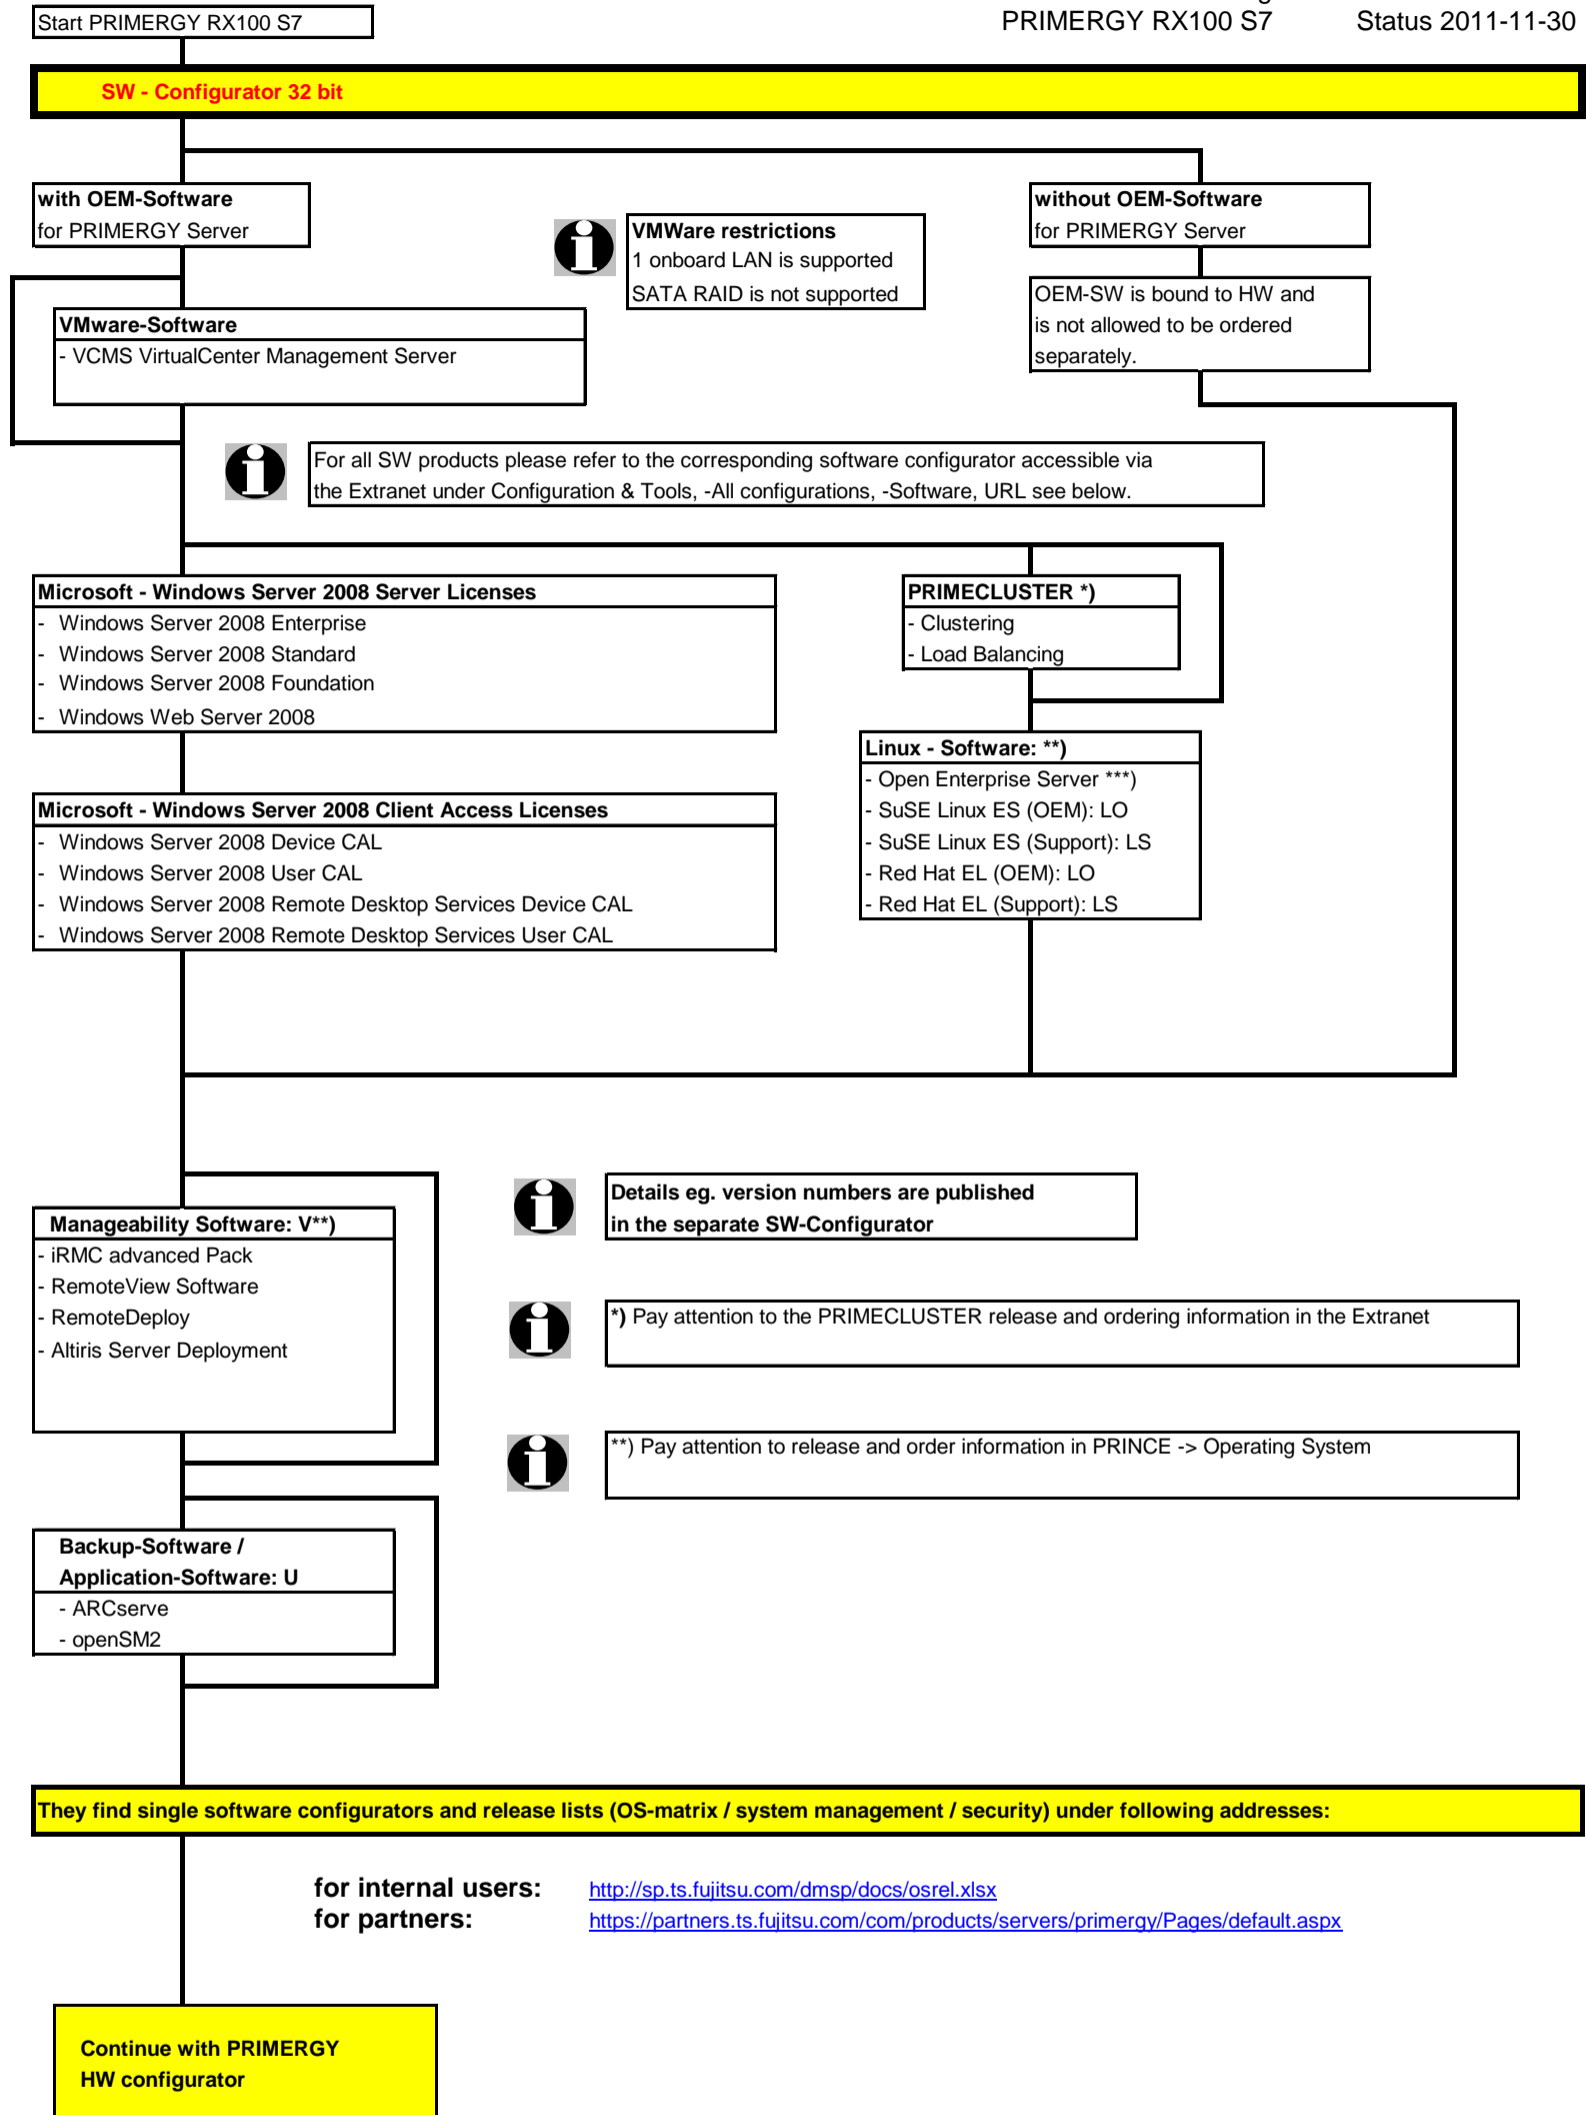 Start PRIMERGY RX100 S7
PRIMERGY RX100 S7 Status 2011-11-30
SW - Configurator 32 bit
with OEM-Software
for PRIMERGY Server
VMWare restrictions
1 onboard LAN is supported
SATA RAID is not supported
without OEM-Software
for PRIMERGY Server
OEM-SW is bound to HW and
is not allowed to be ordered
separately.
VMware-Software
- VCMS VirtualCenter Management Server
For all SW products please refer to the corresponding software configurator accessible via
the Extranet under Configuration & Tools, -All configurations, -Software, URL see below.
Microsoft - Windows Server 2008 Server Licenses
- Windows Server 2008 Enterprise
- Windows Server 2008 Standard
- Windows Server 2008 Foundation
- Windows Web Server 2008
PRIMECLUSTER *)
- Clustering
- Load Balancing
Linux - Software: **)
- Open Enterprise Server ***)
- SuSE Linux ES (OEM): LO
- SuSE Linux ES (Support): LS
- Red Hat EL (OEM): LO
- Red Hat EL (Support): LS
Microsoft - Windows Server 2008 Client Access Licenses
- Windows Server 2008 Device CAL
- Windows Server 2008 User CAL
- Windows Server 2008 Remote Desktop Services Device CAL
- Windows Server 2008 Remote Desktop Services User CAL
Manageability Software: V**)
- iRMC advanced Pack
- RemoteView Software
- RemoteDeploy
- Altiris Server Deployment
Details eg. version numbers are published
in the separate SW-Configurator
*) Pay attention to the PRIMECLUSTER release and ordering information in the Extranet
**) Pay attention to release and order information in PRINCE -> Operating System
Backup-Software /
Application-Software: U
- ARCserve
- openSM2
They find single software configurators and release lists (OS-matrix / system management / security) under following addresses:
for internal users: http://sp.ts.fujitsu.com/dmsp/docs/osrel.xlsx
for partners: https://partners.ts.fujitsu.com/com/products/servers/primergy/Pages/default.aspx
Continue with PRIMERGY
HW configurator